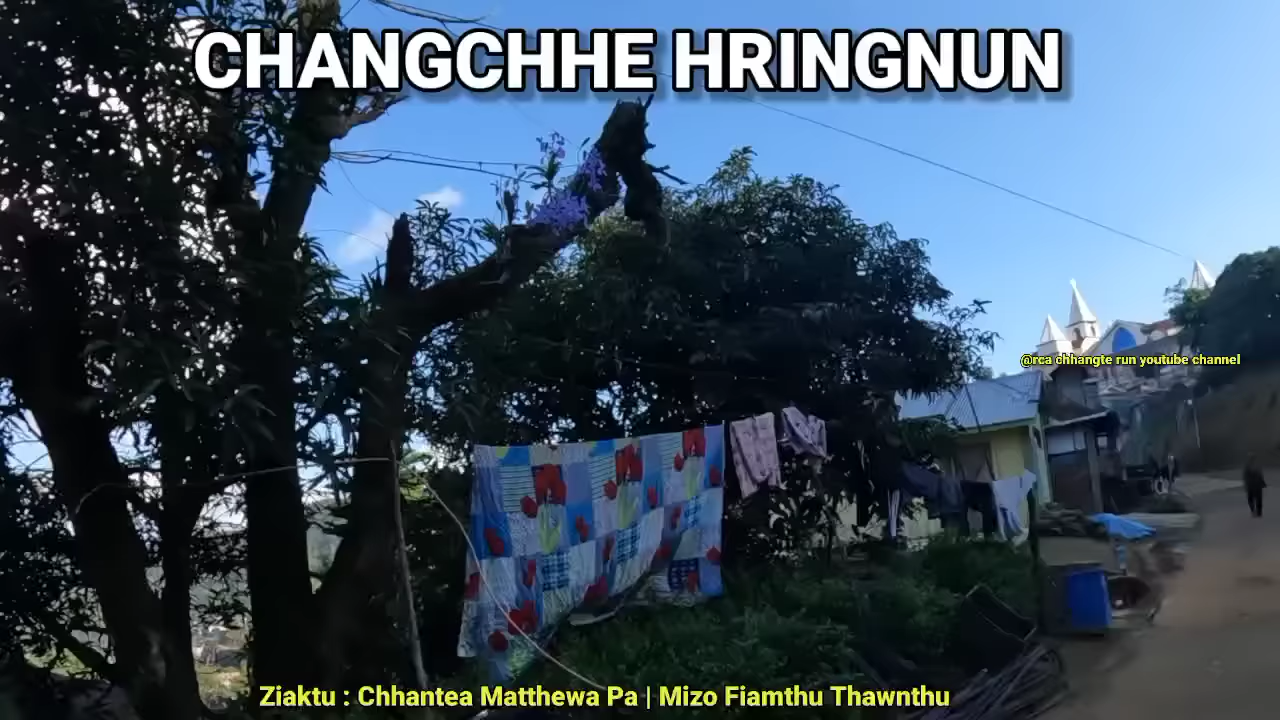 CHANGCHHE HRINGNUN
@rca chhangte run youtube channel
Ziaktu : Chhantea Matthewa Pa | Mizo Fiamthu Thawnthu